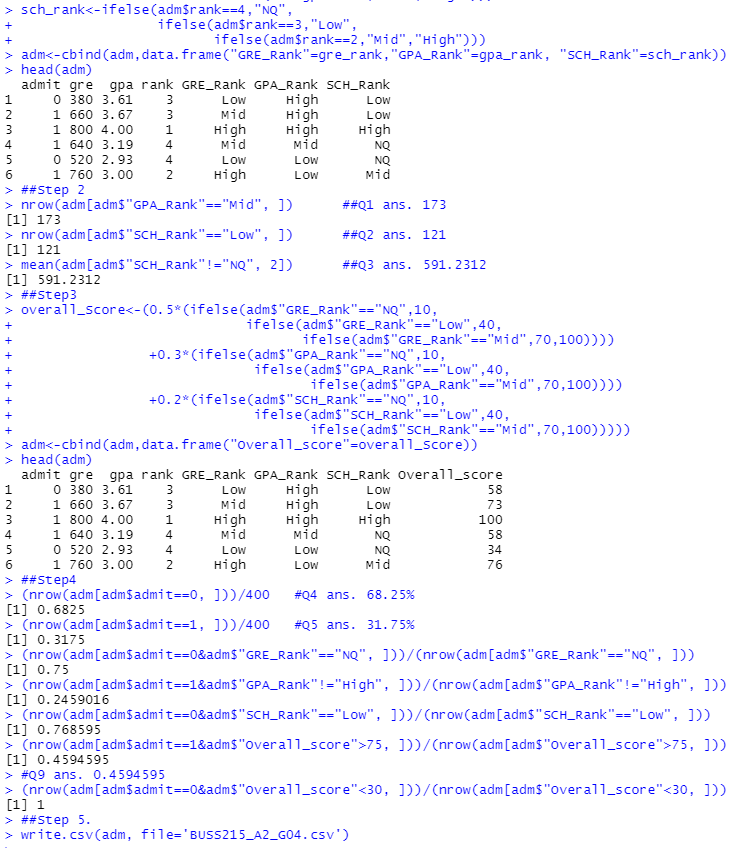 > sch_rank<-ifelse(adm$rank==4,"NQ",
+                  ifelse(adm$rank==3,"Low",
+                         ifelse(adm$rank==2,"Mid","High")))
> adm<-cbind(adm,data.frame("GRE_Rank"=gre_rank,"GPA_Rank"=gpa_rank, "SCH_Rank"=sch_rank))
> head(adm)
  admit gre  gpa rank GRE_Rank GPA_Rank SCH_Rank
1     0 380 3.61    3      Low     High      Low
2     1 660 3.67    3      Mid     High      Low
3     1 800 4.00    1     High     High     High
4     1 640 3.19    4      Mid      Mid       NQ
5     0 520 2.93    4      Low      Low       NQ
6     1 760 3.00    2     High      Low      Mid
> ##Step 2
> nrow(adm[adm$"GPA_Rank"=="Mid", ])      ##Q1 ans. 173
[1] 173
> nrow(adm[adm$"SCH_Rank"=="Low", ])      ##Q2 ans. 121
[1] 121
> mean(adm[adm$"SCH_Rank"!="NQ", 2])      ##Q3 ans. 591.2312
[1] 591.2312
> ##Step3
> overall_Score<-(0.5*(ifelse(adm$"GRE_Rank"=="NQ",10,
+                             ifelse(adm$"GRE_Rank"=="Low",40,
+                                    ifelse(adm$"GRE_Rank"=="Mid",70,100))))
+                 +0.3*(ifelse(adm$"GPA_Rank"=="NQ",10,
+                              ifelse(adm$"GPA_Rank"=="Low",40,
+                                     ifelse(adm$"GPA_Rank"=="Mid",70,100))))
+                 +0.2*(ifelse(adm$"SCH_Rank"=="NQ",10,
+                              ifelse(adm$"SCH_Rank"=="Low",40,
+                                     ifelse(adm$"SCH_Rank"=="Mid",70,100)))))
> adm<-cbind(adm,data.frame("Overall_score"=overall_Score))
> head(adm)
  admit gre  gpa rank GRE_Rank GPA_Rank SCH_Rank Overall_score
1     0 380 3.61    3      Low     High      Low            58
2     1 660 3.67    3      Mid     High      Low            73
3     1 800 4.00    1     High     High     High           100
4     1 640 3.19    4      Mid      Mid       NQ            58
5     0 520 2.93    4      Low      Low       NQ            34
6     1 760 3.00    2     High      Low      Mid            76
> ##Step4
> (nrow(adm[adm$admit==0, ]))/400   #Q4 ans. 68.25%
[1] 0.6825
> (nrow(adm[adm$admit==1, ]))/400   #Q5 ans. 31.75%
[1] 0.3175
> (nrow(adm[adm$admit==0&adm$"GRE_Rank"=="NQ", ]))/(nrow(adm[adm$"GRE_Rank"=="NQ", ]))
[1] 0.75
> (nrow(adm[adm$admit==1&adm$"GPA_Rank"!="High", ]))/(nrow(adm[adm$"GPA_Rank"!="High", ]))
[1] 0.2459016
> (nrow(adm[adm$admit==0&adm$"SCH_Rank"=="Low", ]))/(nrow(adm[adm$"SCH_Rank"=="Low", ]))
[1] 0.768595
> (nrow(adm[adm$admit==1&adm$"Overall_score">75, ]))/(nrow(adm[adm$"Overall_score">75, ]))
[1] 0.4594595
> #Q9 ans. 0.4594595
> (nrow(adm[adm$admit==0&adm$"Overall_score"<30, ]))/(nrow(adm[adm$"Overall_score"<30, ]))
[1] 1
> ##Step 5.
> write.csv(adm, file='BUSS215_A2_G04.csv')